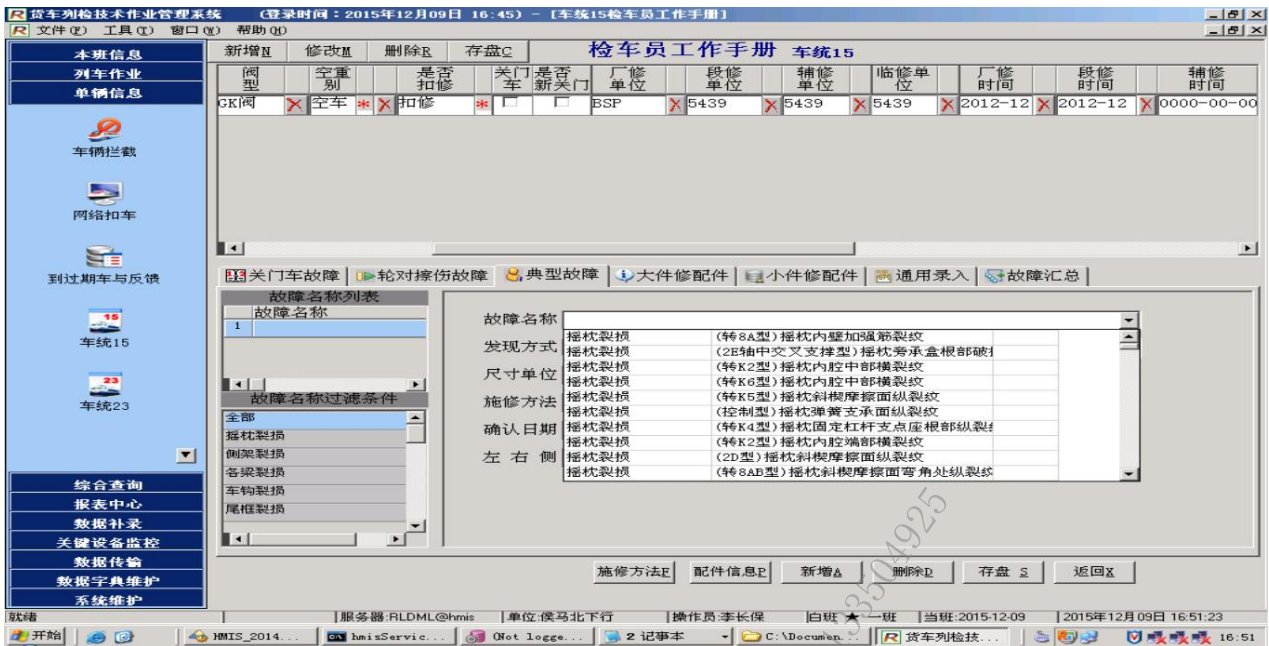 货车列检技术作业管理系统 (登录时间：2015年12月09日 16:45) - [车统15检车员工作手册]
文件(F) 工具(T) 窗口(W) 帮助(H)
本班信息
列车作业
单辆信息
车辆拦截
网络扣车
到过期车与反馈
15
车统15
23
车统23
综合查询
报表中心
数据补录
关键设备监控
数据传输
数据字典维护
系统维护
新增N 修改M 删除R 存盘C 检车员工作手册 车统15
阀型 空重别 是否扣修 关门车 是否新关门 厂修单位 段修单位 辅修单位 临修单位 厂修时间 段修时间 辅修时间
GK阀 空车 * 扣修 * BSP 5439 5439 5439 2012-12 2012-12 0000-00-00
关门车故障 轮对擦伤故障 典型故障 大件修配件 小件修配件 通用录入 故障汇总
故障名称列表
故障名称
1
故障名称过滤条件
全部
摇枕裂损
侧架裂损
各梁裂损
车钩裂损
尾框裂损
故障名称
发现方式
尺寸单位
施修方法
确认日期
左 右 侧
摇枕裂损 (转8A型)摇枕内壁加强筋裂纹
摇枕裂损 (2E轴中交叉支撑型)摇枕旁承盒根部破
摇枕裂损 (转K2型)摇枕内腔中部横裂纹
摇枕裂损 (转K6型)摇枕内腔中部横裂纹
摇枕裂损 (转K5型)摇枕斜楔摩擦面纵裂纹
摇枕裂损 (控制型)摇枕弹簧支承面纵裂纹
摇枕裂损 (转K4型)摇枕固定杠杆支点座根部纵裂
摇枕裂损 (转K2型)摇枕内腔端部横裂纹
摇枕裂损 (2D型)摇枕斜楔摩擦面纵裂纹
摇枕裂损 (转8AB型)摇枕斜楔摩擦面弯角处纵裂纹
施修方法F 配件信息P 新增A 删除D 存盘 S 返回X
就绪 服务器:RLDML@hmis 单位:侯马北下行 操作员:李长保 白班 ★ 一班 当班:2015-12-09 2015年12月09日 16:51:23
开始 HMIS_2014... hmisServic... (Not logge... 2 记事本 C:\Documen... 货车列检技... 16:51